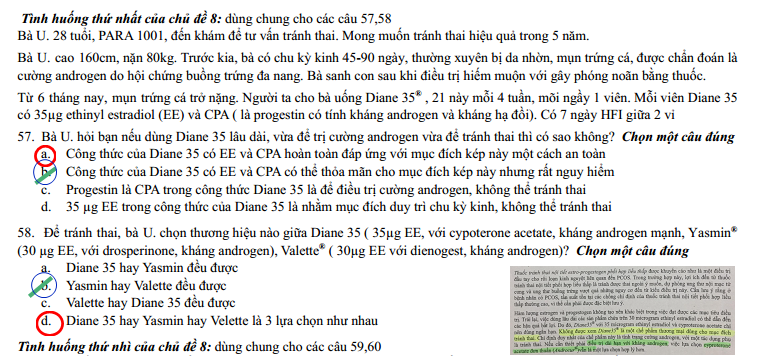 Tình huống thứ nhất của chủ đề 8: dùng chung cho các câu 57,58
Bà U. 28 tuổi, PARA 1001, đến khám để tư vấn tránh thai. Mong muốn tránh thai hiệu quả trong 5 năm.
Bà U. cao 160cm, nặn 80kg. Trước kia, bà có chu kỳ kinh 45-90 ngày, thường xuyên bị da nhờn, mụn trứng cá, được chẩn đoán là
cường androgen do hội chứng buồng trứng đa nang. Bà sanh con sau khi điều trị hiếm muộn với gây phóng noãn bằng thuốc.
Từ 6 tháng nay, mụn trứng cá trở nặng. Người ta cho bà uống Diane 35® , 21 này mỗi 4 tuần, mõi ngầy 1 viên. Mỗi viên Diane 35
có 35µg ethinyl estradiol (EE) và CPA ( là progestin có tính kháng androgen và kháng hạ đồi). Có 7 ngày HFI giữa 2 vỉ
57. Bà U. hỏi bạn nếu dùng Diane 35 lâu dài, vừa để trị cường androgen vừa để tránh thai thì có sao không? Chọn một câu đúng
a. Công thức của Diane 35 có EE và CPA hoàn toàn đáp ứng với mục đích kép này một cách an toàn
b. Công thức của Diane 35 có EE và CPA có thể thỏa mãn cho mục đích kép này nhưng rất nguy hiểm
c. Progestin là CPA trong công thức Diane 35 là để điều trị cường androgen, không thể tránh thai
d. 35 µg EE trong công thức của Diane 35 là nhằm mục đích duy trì chu kỳ kinh, không thể tránh thai
58. Để tránh thai, bà U. chọn thương hiệu nào giữa Diane 35 ( 35µg EE, với cypoterone acetate, kháng androgen mạnh, Yasmin®
(30 µg EE, với drosperinone, kháng androgen), Valette® ( 30µg EE với dienogest, kháng androgen)? Chọn một câu đúng
a. Diane 35 hay Yasmin đều được
b. Yasmin hay Valette đều được
c. Valette hay Diane 35 đều được
d. Diane 35 hay Yasmin hay Velette là 3 lựa chọn như nhau
Tình huống thứ nhì của chủ đề 8: dùng chung cho các câu 59,60